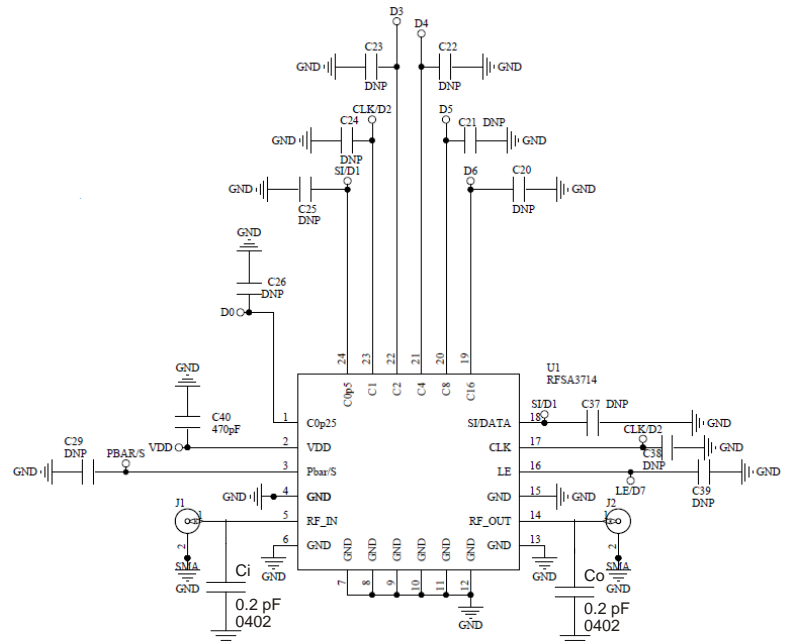 D3
D4
C23
C22
GND
GND
DNP
DNP
CLK/D2
D5
C24
C21 DNP
GND
GND
DNP
SI/D1
D6
C20
GND
GND
C25
DNP
DNP
GND
C26
DNP
D0
24 23 22 21 20 19
C0p5 C1 C2 C4 C8 C16
U1
RFSA3714
GND
C40
470pF
SI/D1
C37 DNP
1 C0p25
SI/DATA 18
GND
C29
DNP
PBAR/S
VDD
2 VDD
CLK 17
CLK/D2
C38
DNP
GND
GND
3 Pbar/S
LE 16
GND
LE/D7
C39
DNP
GND
4 GND
GND 15
GND
J1
1
5 RF_IN
RF_OUT 14
J2
1
2
6 GND
GND 13
2
GND
GND
GND GND GND GND GND GND
7 8 9 10 11 12
SMA
GND
SMA
GND
GND
Ci
0.2 pF
0402
Co
0.2 pF
0402